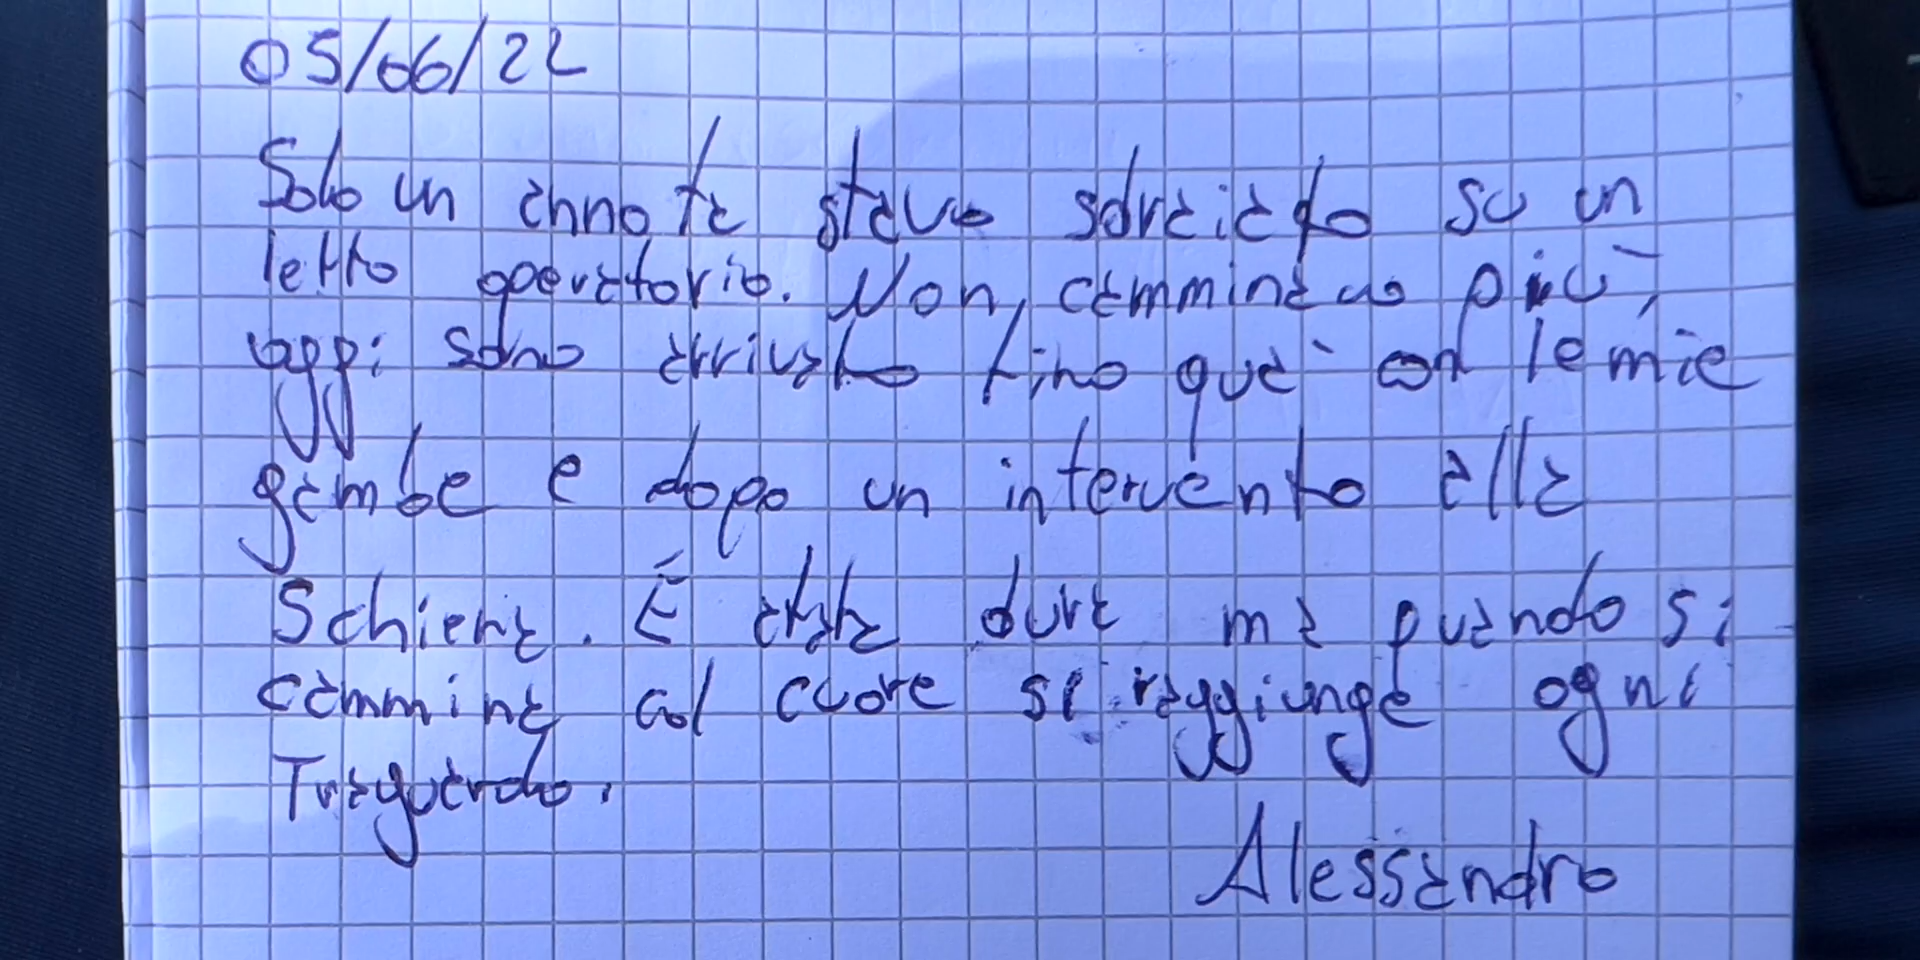 05/06/22
Solo un anno fa stavo sdraiato su un
letto operatorio. Non camminavo più,
oggi sono arrivato fino quà con le mie
gambe e dopo un intervento alla
Schiena. È stata dura ma quando si
cammina col cuore si raggiunge ogni
Traguardo.
Alessandro